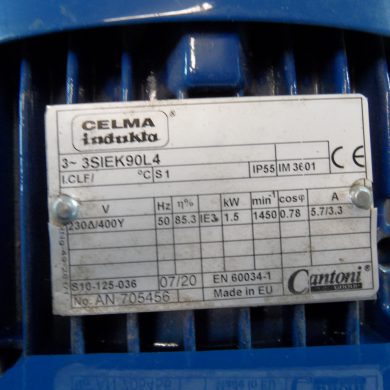 CELMA
indukta ®
3~ 3SIEK90L4
I.CL.F/ °C S1 IP55 IM 3601 CE
V Hz η% kW min⁻¹ cosφ A
230Δ/400Y 50 85.3 IE3 1.5 1450 0.78 5.7/3.3
S10-125-036 07/20 EN 60034-1
No. AN 705456 Made in EU
Cantoni ®
GROUP